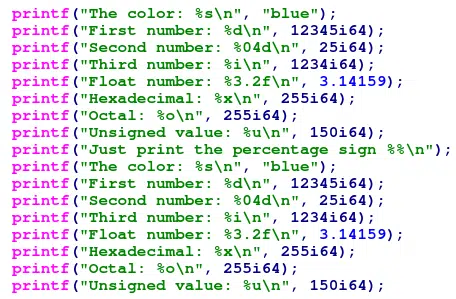 printf("The color: %s\n", "blue");
printf("First number: %d\n", 12345i64);
printf("Second number: %04d\n", 25i64);
printf("Third number: %i\n", 1234i64);
printf("Float number: %3.2f\n", 3.14159);
printf("Hexadecimal: %x\n", 255i64);
printf("Octal: %o\n", 255i64);
printf("Unsigned value: %u\n", 150i64);
printf("Just print the percentage sign %%\n");
printf("The color: %s\n", "blue");
printf("First number: %d\n", 12345i64);
printf("Second number: %04d\n", 25i64);
printf("Third number: %i\n", 1234i64);
printf("Float number: %3.2f\n", 3.14159);
printf("Hexadecimal: %x\n", 255i64);
printf("Octal: %o\n", 255i64);
printf("Unsigned value: %u\n", 150i64);